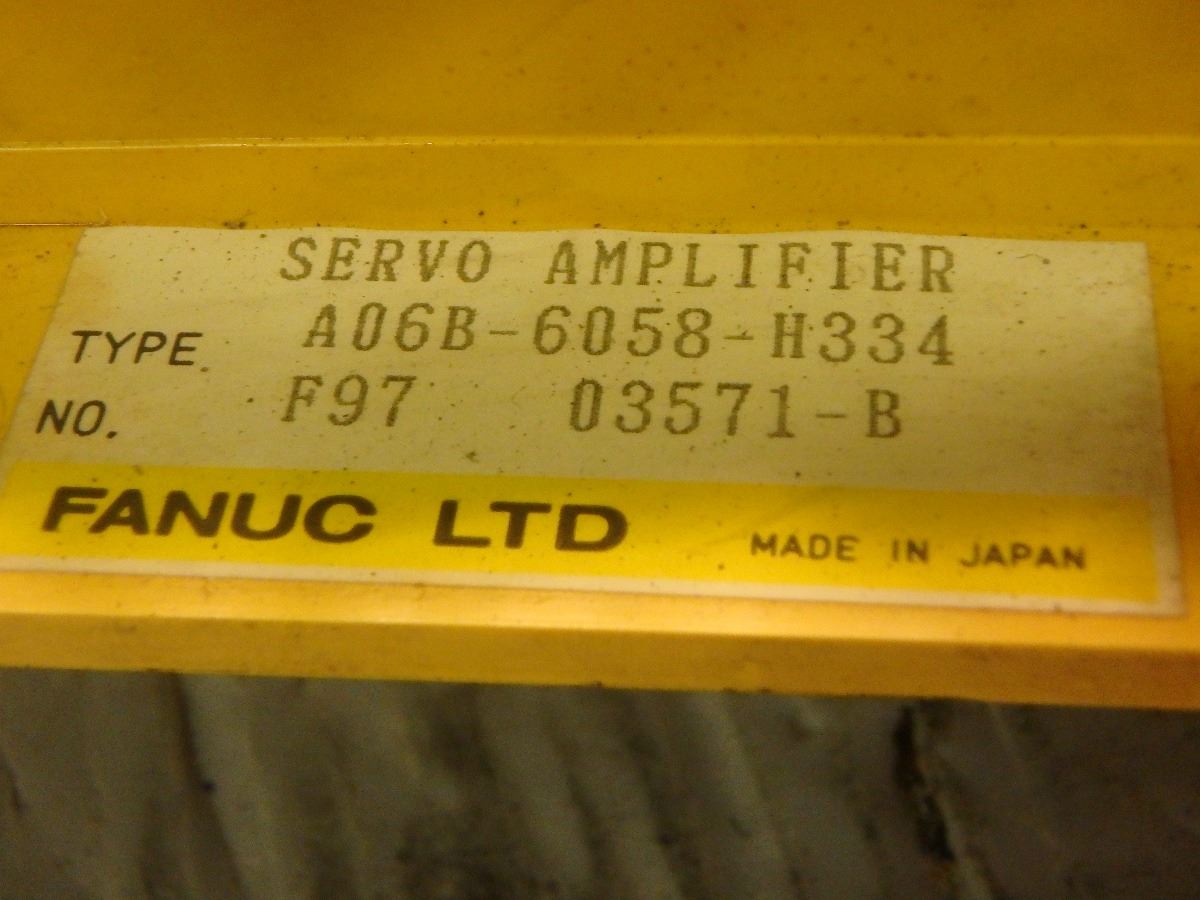 SERVO AMPLIFIER
TYPE A06B-6058-H334
NO. F97 03571-B
FANUC LTD MADE IN JAPAN